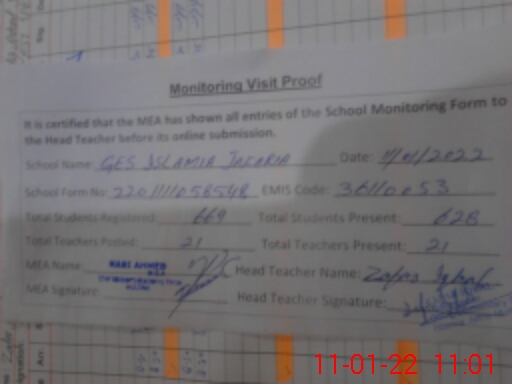 Monitoring Visit Proof
It is certified that the MEA has shown all entries of the School Monitoring Form to
the Head Teacher before its online submission.
School Name: GES ISLAMIA Date: 11/01/2022
School Form No: 2201111058548 EMIS Code: 36110053
Total Students Registered: 669 Total Students Present: 628
Total Teachers Posted: 21 Total Teachers Present: 21
MEA Name: Head Teacher Name: Zafar Iqbal
MEA Signature: Head Teacher Signature:
11-01-22 11:01